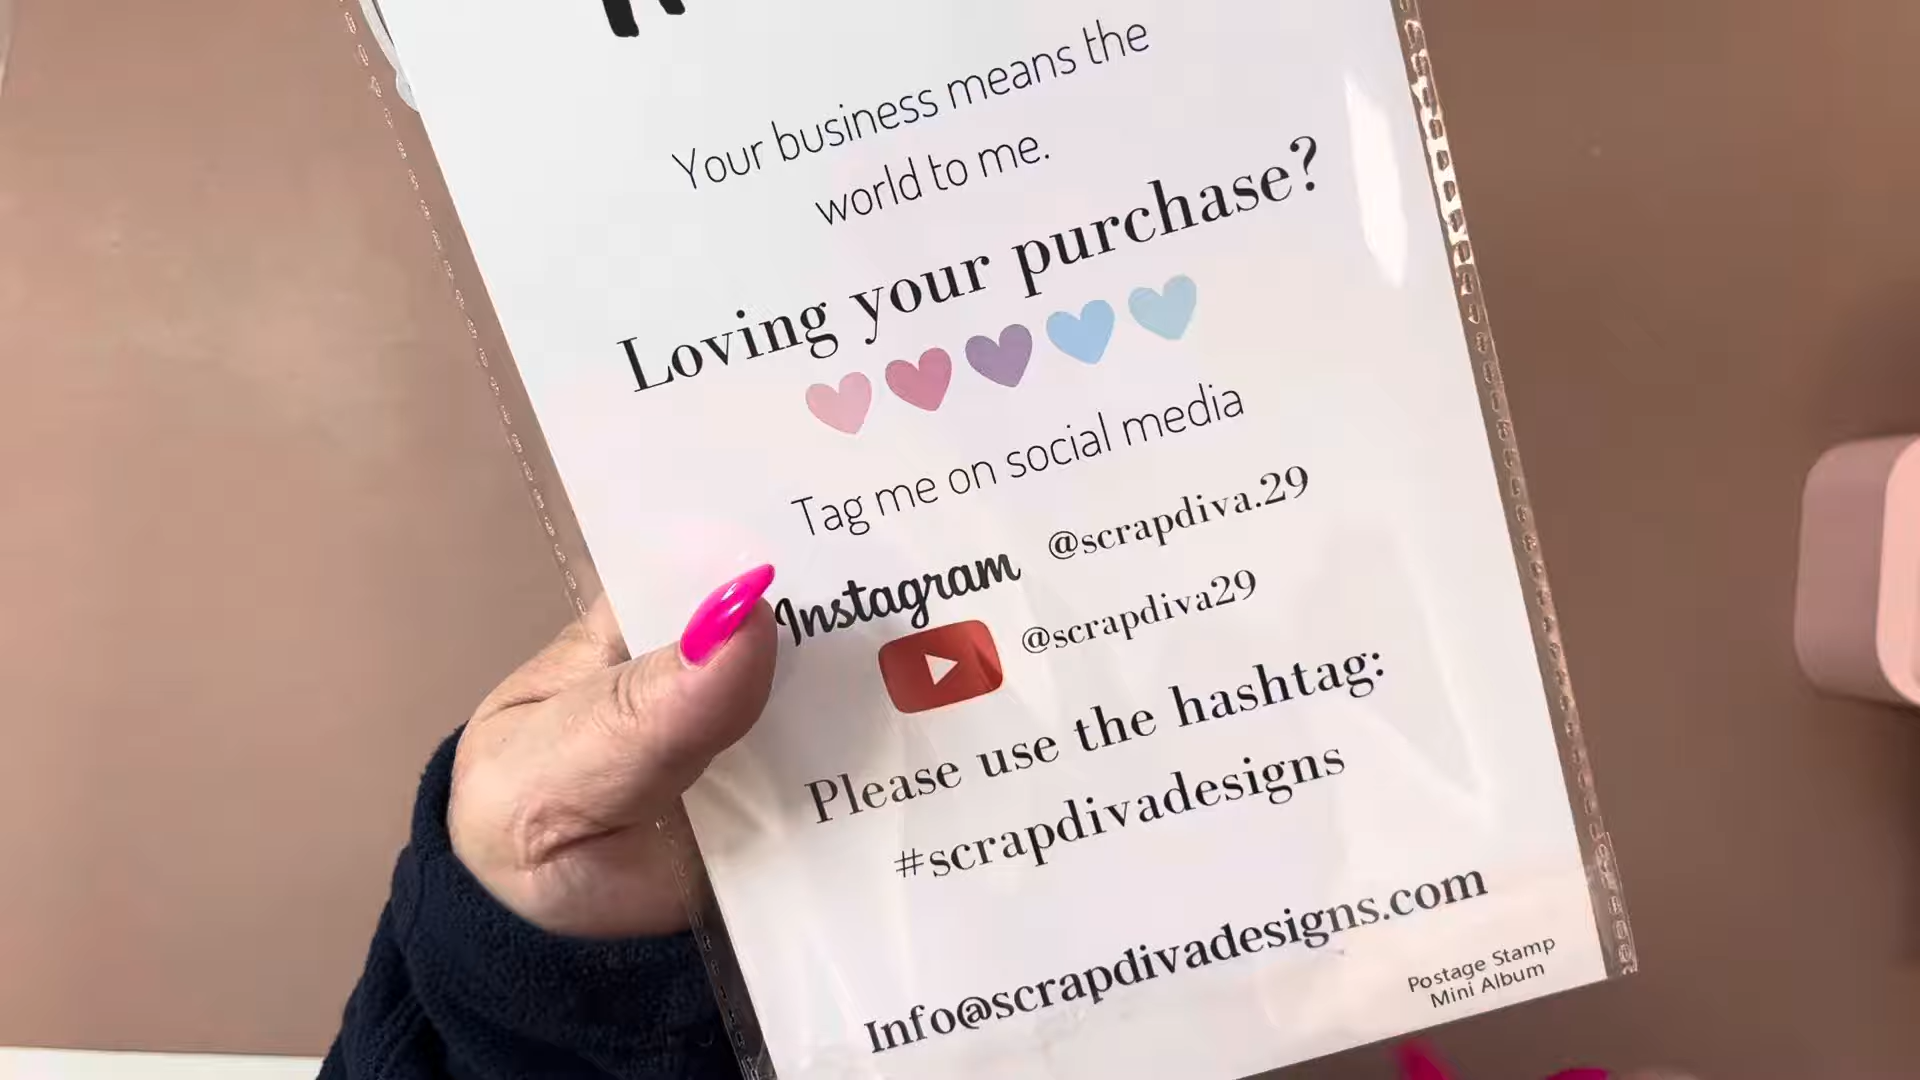 Your business means the
world to me.
Loving your purchase?
Tag me on social media
Instagram @scrapdiva.29
@scrapdiva29
Please use the hashtag:
#scrapdivadesigns
Info@scrapdivadesigns.com
Postage Stamp
Mini Album